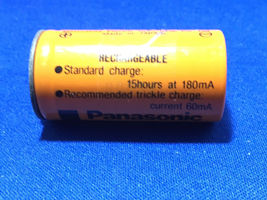 RECHARGEABLE
●Standard charge:
15hours at 180mA
●Recommended trickle charge
current 60mA
Panasonic